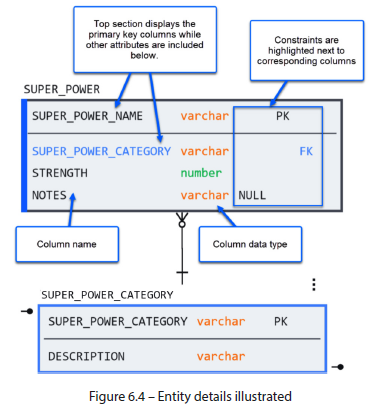 Top section displays the
primary key columns while
other attributes are included
below.
Constraints are
highlighted next to
corresponding columns
SUPER_POWER
SUPER_POWER_NAME varchar PK
SUPER_POWER_CATEGORY varchar FK
STRENGTH number
NOTES varchar NULL
Column name
Column data type
SUPER_POWER_CATEGORY
SUPER_POWER_CATEGORY varchar PK
DESCRIPTION varchar
Figure 6.4 – Entity details illustrated